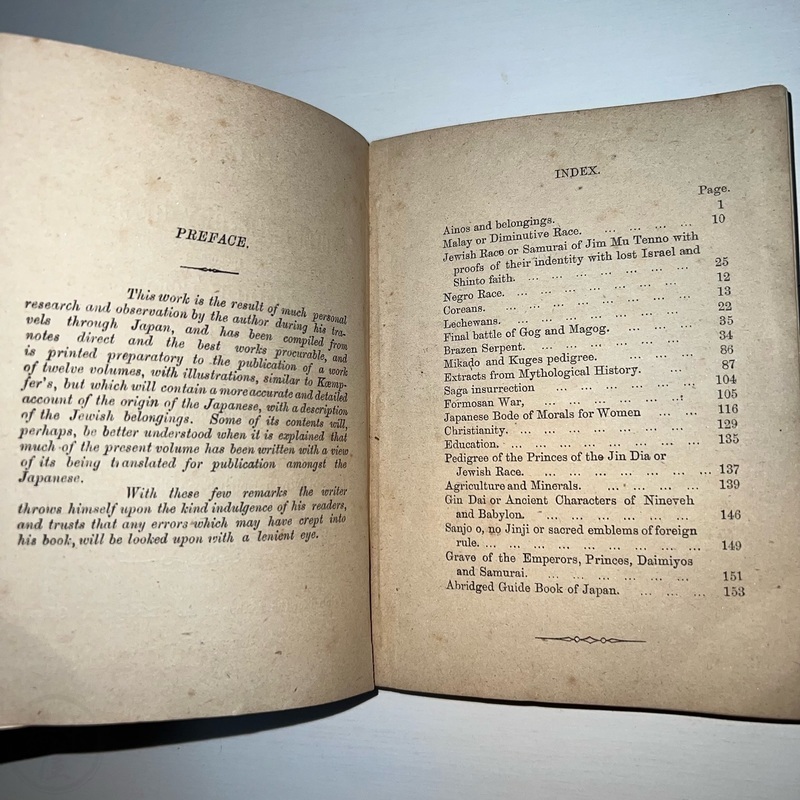 PREFACE.
This work is the result of much personal
research and observation by the author during his tra-
vels through Japan, and has been compiled from
notes direct and the best works procurable, and
is printed preparatory to the publication of a work
of twelve volumes, with illustrations, similar to Kæmp-
fer's, but which will contain a more accurate and detailed
account of the origin of the Japanese, with a description
of the Jewish belongings. Some of its contents will,
perhaps, be better understood when it is explained that
much of the present volume has been written with a view
of its being translated for publication amongst the
Japanese.
With these few remarks the writer
throws himself upon the kind indulgence of his readers,
and trusts that any errors which may have crept into
his book, will be looked upon with a lenient eye.
INDEX.
Page.
Ainos and belongings. 1
Malay or Diminutive Race. ... ... ... ... 10
Jewish Race or Samurai of Jim Mu Tenno with
proofs of their indentity with lost Israel and
Shinto faith. ... ... ... ... ... ... ... 25
Negro Race. ... ... ... ... ... ... ... 12
Coreans. ... ... ... ... ... ... ... ... 13
Lechewans. ... ... ... ... ... ... ... 22
Final battle of Gog and Magog. ... ... ... 35
Brazen Serpent. ... ... ... ... ... ... 34
Mikado and Kuges pedigree. ... ... ... ... 86
Extracts from Mythological History. ... ... 87
Saga insurrection ... ... ... ... ... 104
Formosan War, ... ... ... ... ... ... 105
Japanese Bode of Morals for Women ... ... 116
Christianity. ... ... ... ... ... ... ... 129
Education. ... ... ... ... ... ... ... 135
Pedigree of the Princes of the Jin Dia or
Jewish Race. ... ... ... ... ... ... ... 137
Agriculture and Minerals. ... ... ... ... 139
Gin Dai or Ancient Characters of Nineveh
and Babylon. ... ... ... ... ... ... 146
Sanjo o, no Jinji or sacred emblems of foreign
rule. ... ... ... ... ... ... ... ... ... 149
Grave of the Emperors, Princes, Daimiyos
and Samurai. ... ... ... ... ... ... 151
Abridged Guide Book of Japan. ... ... ... 153